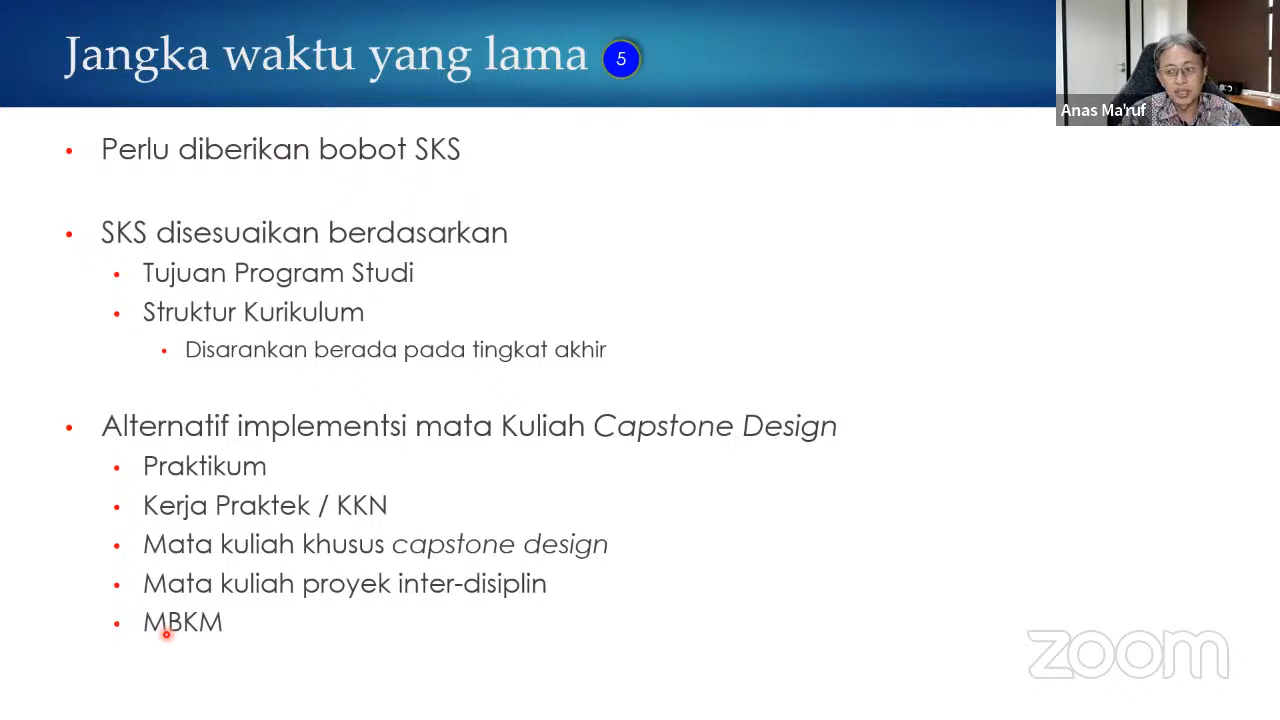 Jangka waktu yang lama 5
Anas Ma'ruf
• Perlu diberikan bobot SKS
• SKS disesuaikan berdasarkan
• Tujuan Program Studi
• Struktur Kurikulum
• Disarankan berada pada tingkat akhir
• Alternatif implementsi mata Kuliah Capstone Design
• Praktikum
• Kerja Praktek / KKN
• Mata kuliah khusus capstone design
• Mata kuliah proyek inter-disiplin
• MBKM
zoom